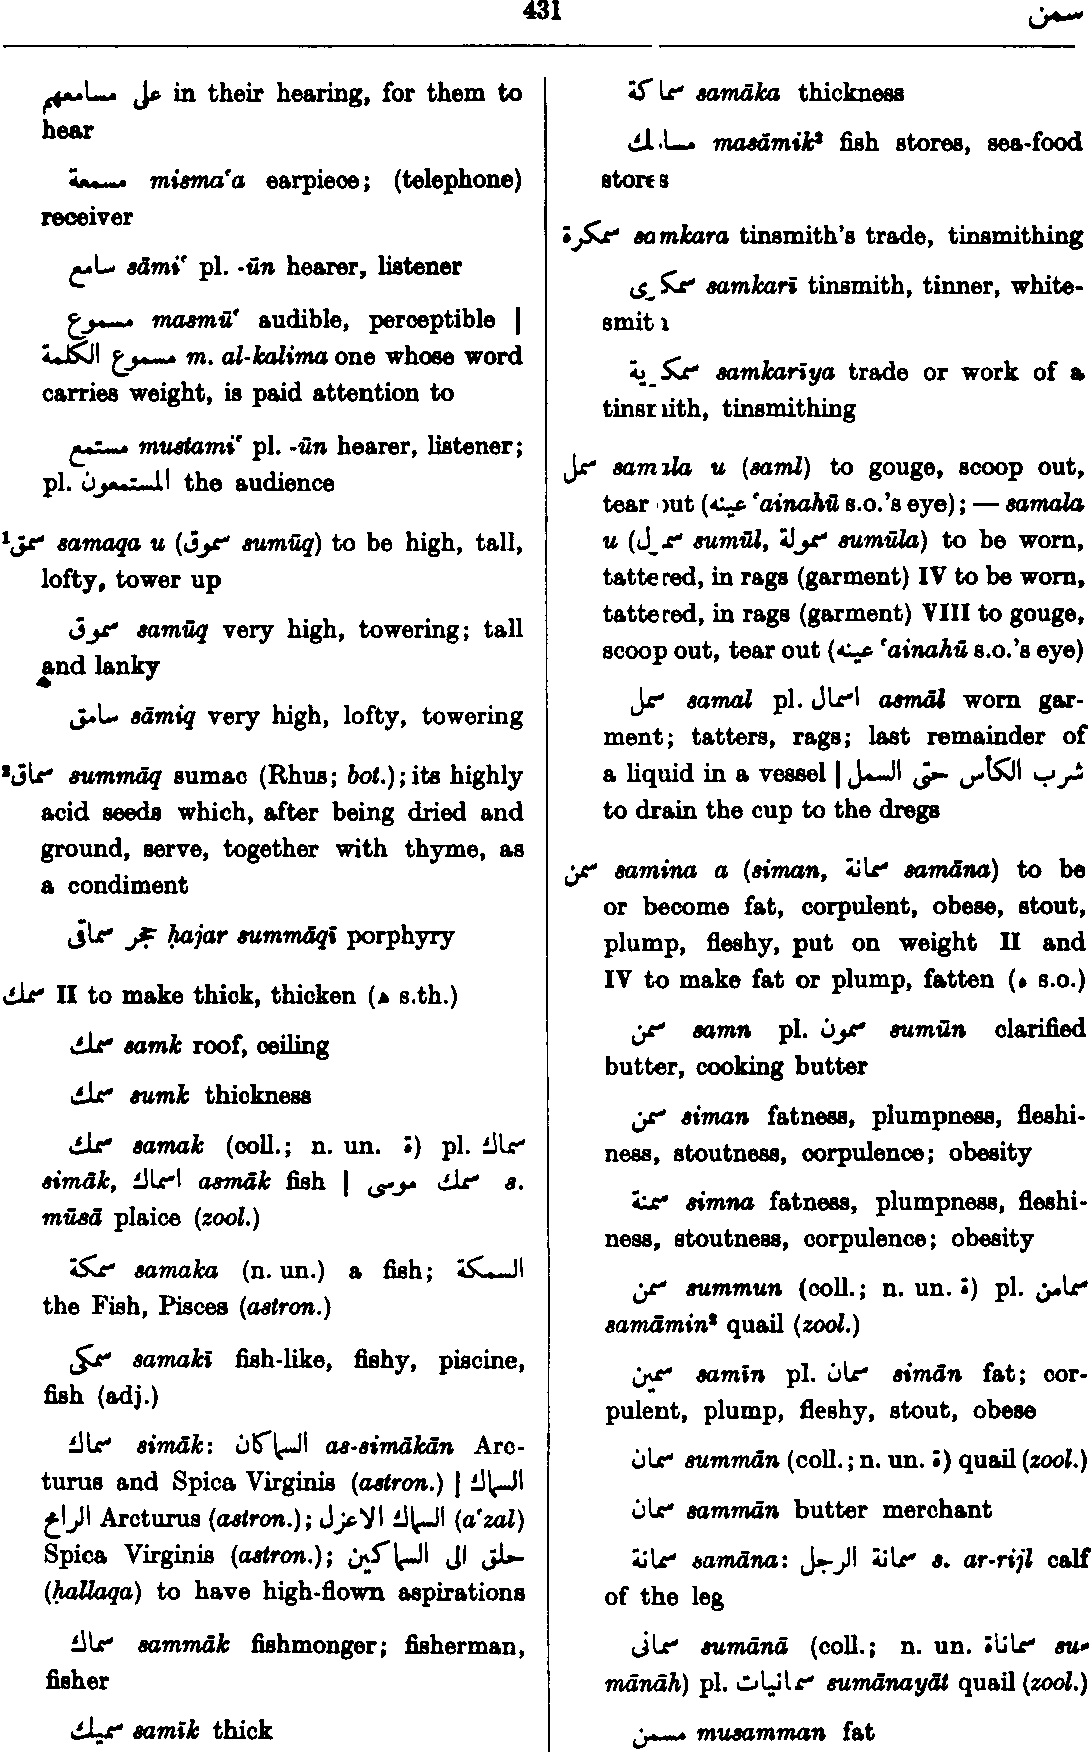 431
سمن
على مسامعهم in their hearing, for them to
hear
مسمعة misma‘a earpiece; (telephone)
receiver
سامع sāmi‘ pl. -ūn hearer, listener
مسموع masmū‘ audible, perceptible |
مسموع الكلمة m. al-kalima one whose word
carries weight, is paid attention to
مستمع mustami‘ pl. -ūn hearer, listener;
pl. المستمعون the audience
¹سمق samaqa u (سموق sumūq) to be high, tall,
lofty, tower up
سموق samūq very high, towering; tall
and lanky
سامق sāmiq very high, lofty, towering
²سماق summāq sumac (Rhus; bot.); its highly
acid seeds which, after being dried and
ground, serve, together with thyme, as
a condiment
حجر سماقى ḥajar summāqī porphyry
سمك II to make thick, thicken (ه s.th.)
سمك samk roof, ceiling
سمك sumk thickness
سمك samak (coll.; n. un. ة) pl. سماك
simāk, اسماك asmāk fish | سمك موسى s.
mūsā plaice (zool.)
سمكة samaka (n. un.) a fish; السمكة
the Fish, Pisces (astron.)
سمكى samakī fish-like, fishy, piscine,
fish (adj.)
سماك simāk: السماكان as-simākān Arc-
turus and Spica Virginis (astron.) | السماك
الرامح Arcturus (astron.); السماك الاعزل (a‘zal)
Spica Virginis (astron.); حلق الى السماكين
(ḥallaqa) to have high-flown aspirations
سماك sammāk fishmonger; fisherman,
fisher
سميك samīk thick
سماكة samāka thickness
مسامك masāmik² fish stores, sea-food
stores
سمكرة samkara tinsmith’s trade, tinsmithing
سمكرى samkarī tinsmith, tinner, white-
smith
سمكرية samkarīya trade or work of a
tinsmith, tinsmithing
سمل samala u (saml) to gouge, scoop out,
tear out (عينه ‘ainahū s.o.’s eye); — samala
u (سمول sumūl, سمولة sumūla) to be worn,
tattered, in rags (garment) IV to be worn,
tattered, in rags (garment) VIII to gouge,
scoop out, tear out (عينه ‘ainahū s.o.’s eye)
سمل samal pl. اسمال asmāl worn gar-
ment; tatters, rags; last remainder of
a liquid in a vessel | شرب الكأس حتى السمل
to drain the cup to the dregs
سمن samina a (siman, سمانة samāna) to be
or become fat, corpulent, obese, stout,
plump, fleshy, put on weight II and
IV to make fat or plump, fatten (ه s.o.)
سمن samn pl. سمون sumūn clarified
butter, cooking butter
سمن siman fatness, plumpness, fleshi-
ness, stoutness, corpulence; obesity
سمنة simna fatness, plumpness, fleshi-
ness, stoutness, corpulence; obesity
سمن summun (coll.; n. un. ة) pl. سمامن
samāmin² quail (zool.)
سمين samīn pl. سمان simān fat; cor-
pulent, plump, fleshy, stout, obese
سمان summān (coll.; n. un. ة) quail (zool.)
سمان sammān butter merchant
سمانة samāna: سمانة الرجل s. ar-rijl calf
of the leg
سمانى sumānā (coll.; n. un. سماناة su-
mānāh) pl. سمانيات sumānayāt quail (zool.)
مسمن musamman fat